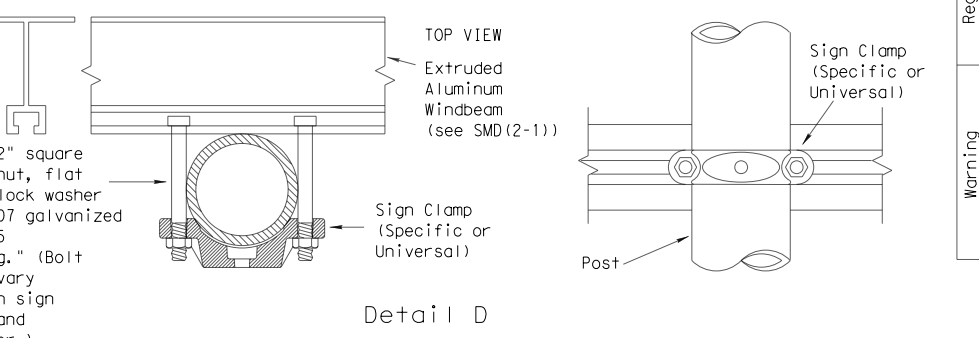 TOP VIEW
Extruded
Aluminum
Windbeam
(see SMD(2-1))
2" square
nut, flat
lock washer
07 galvanized
5
g." (Bolt
vary
n sign
and
Sign Clamp
(Specific or
Universal)
Detail D
Sign Clamp
(Specific or
Universal)
Post
Reg
Warning